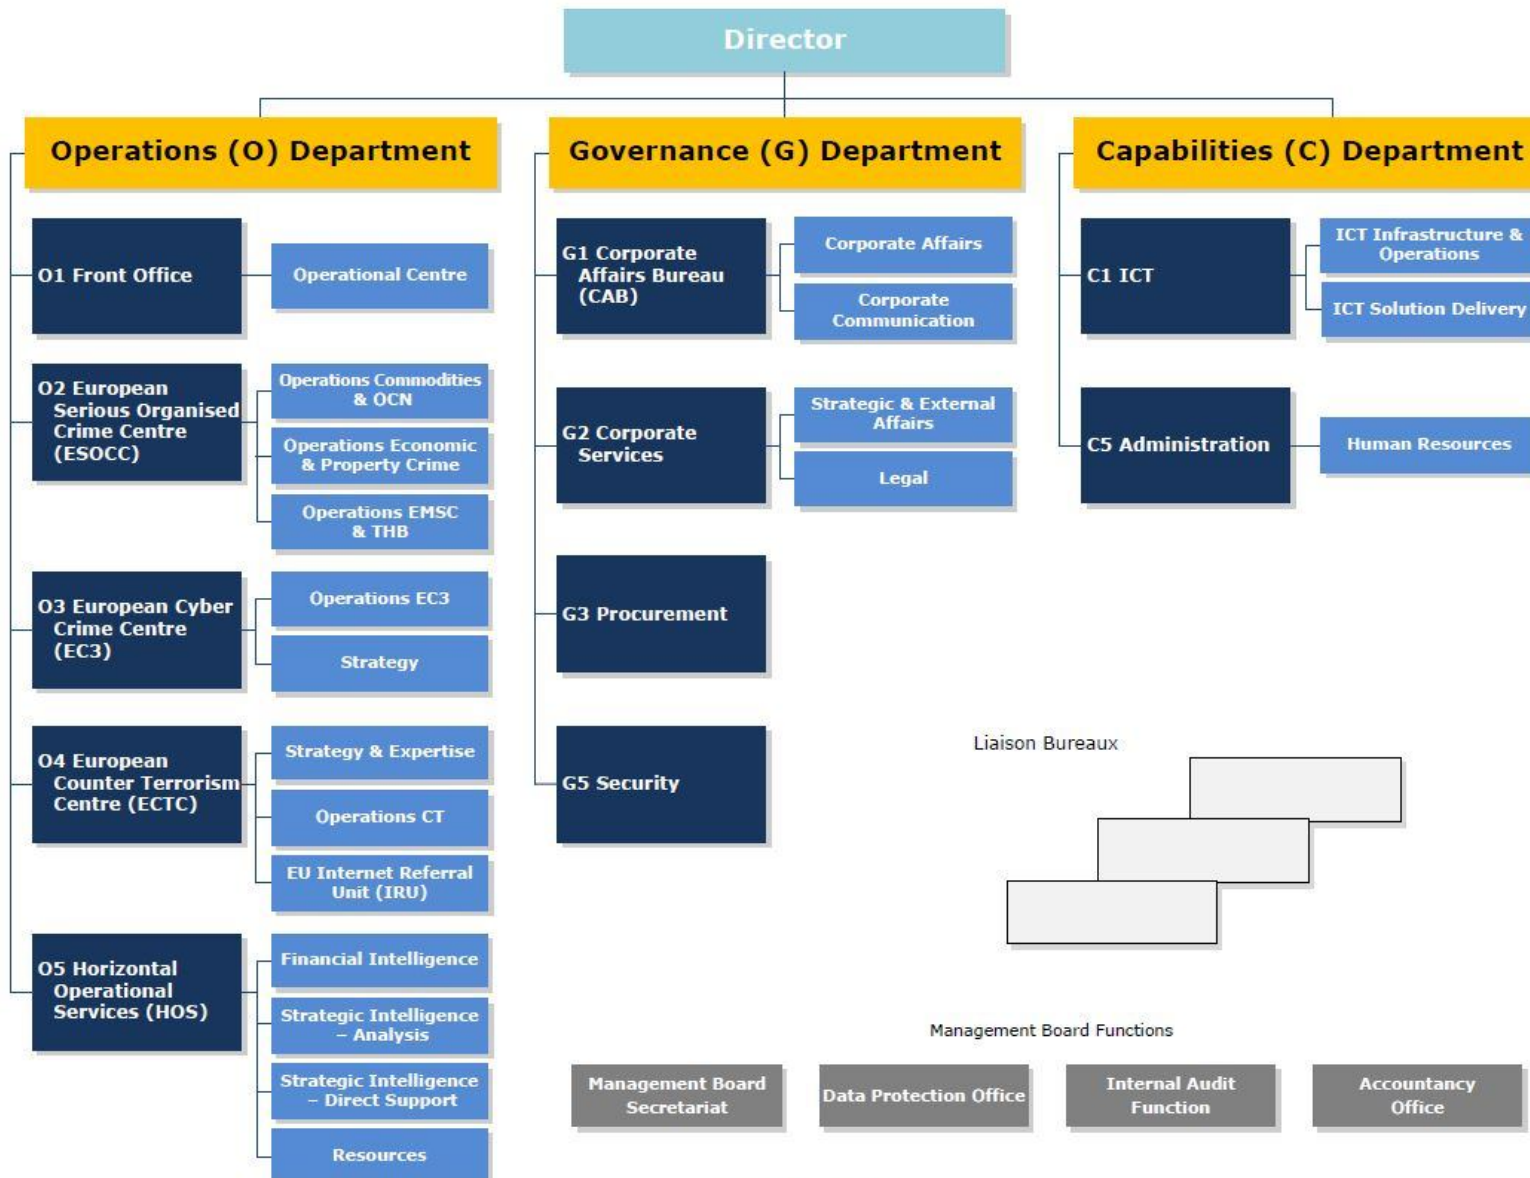 Director
Operations (O) Department
O1 Front Office
Operational Centre
O2 European
Serious Organised
Crime Centre
(ESOCC)
Operations Commodities
& OCN
Operations Economic
& Property Crime
Operations EMSC
& THB
O3 European Cyber
Crime Centre
(EC3)
Operations EC3
Strategy
O4 European
Counter Terrorism
Centre (ECTC)
Strategy & Expertise
Operations CT
EU Internet Referral
Unit (IRU)
O5 Horizontal
Operational
Services (HOS)
Financial Intelligence
Strategic Intelligence
– Analysis
Strategic Intelligence
– Direct Support
Resources
Governance (G) Department
G1 Corporate
Affairs Bureau
(CAB)
Corporate Affairs
Corporate
Communication
G2 Corporate
Services
Strategic & External
Affairs
Legal
G3 Procurement
G5 Security
Capabilities (C) Department
C1 ICT
ICT Infrastructure &
Operations
ICT Solution Delivery
C5 Administration
Human Resources
Liaison Bureaux
Management Board Functions
Management Board
Secretariat
Data Protection Office
Internal Audit
Function
Accountancy
Office